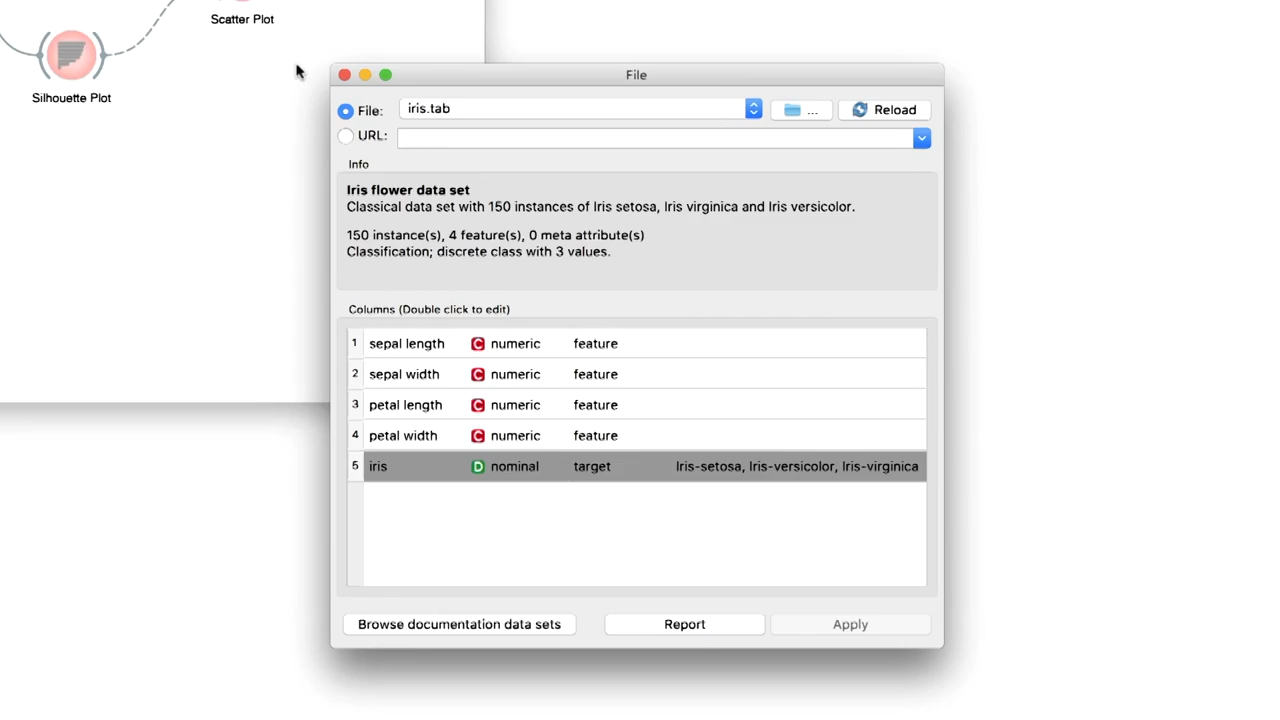 Scatter Plot
Silhouette Plot
File
File: iris.tab ... Reload
URL:
Info
Iris flower data set
Classical data set with 150 instances of Iris setosa, Iris virginica and Iris versicolor.
150 instance(s), 4 feature(s), 0 meta attribute(s)
Classification; discrete class with 3 values.
Columns (Double click to edit)
1 sepal length C numeric feature
2 sepal width C numeric feature
3 petal length C numeric feature
4 petal width C numeric feature
5 iris D nominal target Iris-setosa, Iris-versicolor, Iris-virginica
Browse documentation data sets Report Apply